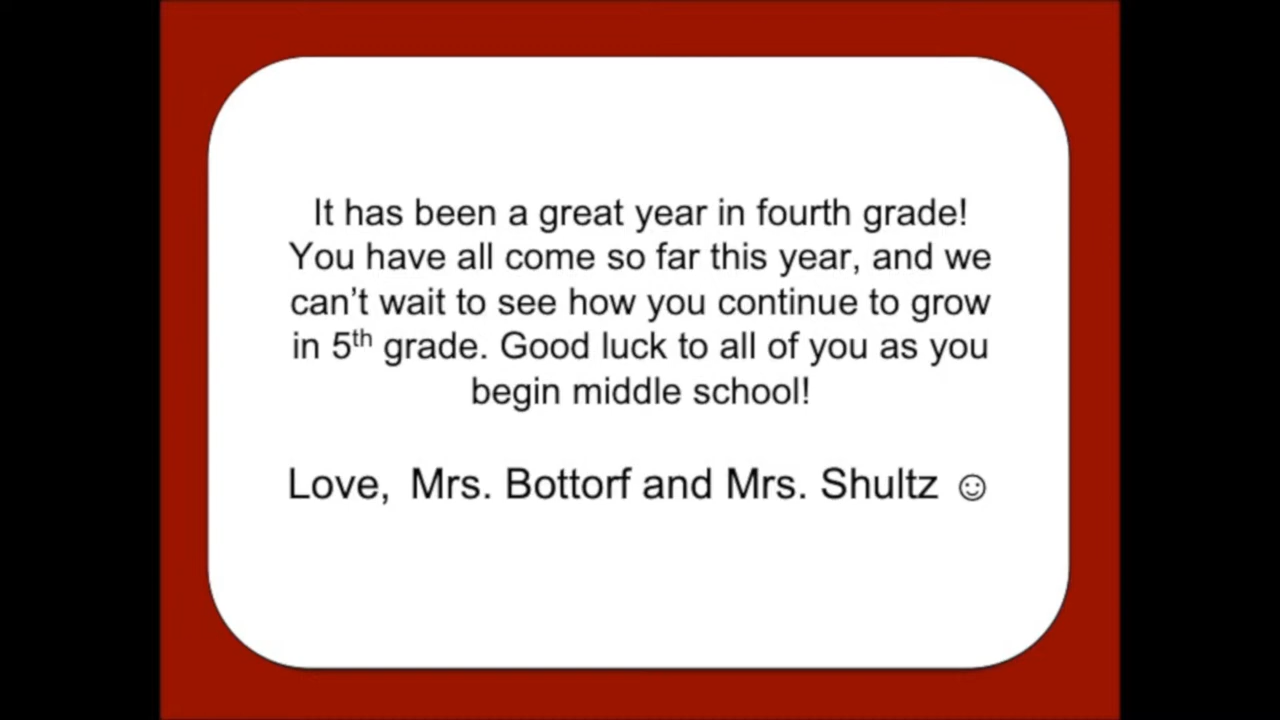 It has been a great year in fourth grade!
You have all come so far this year, and we
can’t wait to see how you continue to grow
in 5th grade. Good luck to all of you as you
begin middle school!
Love, Mrs. Bottorf and Mrs. Shultz ☺